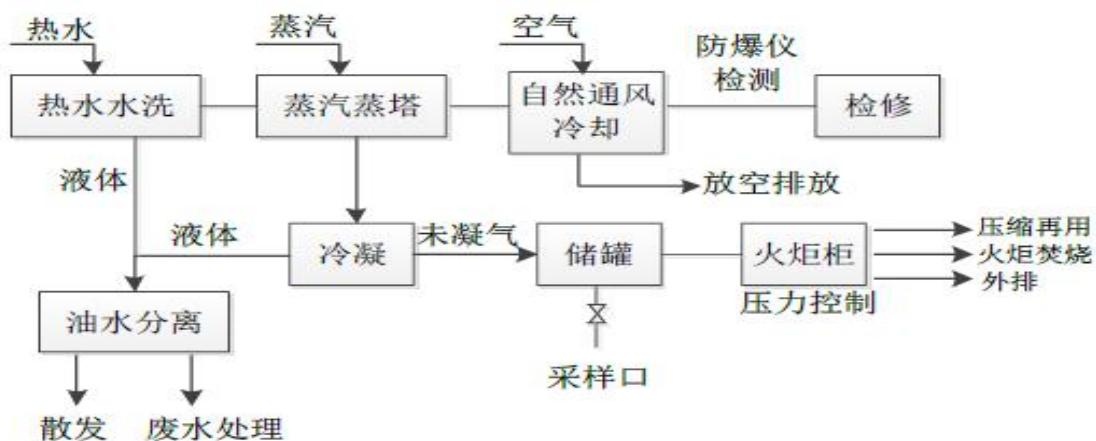 热水
蒸汽
空气
防爆仪
检测
热水水洗
蒸汽蒸塔
自然通风
冷却
检修
液体
放空排放
液体
冷凝
未凝气
储罐
火炬柜
压缩再用
火炬焚烧
外排
压力控制
油水分离
采样口
散发
废水处理